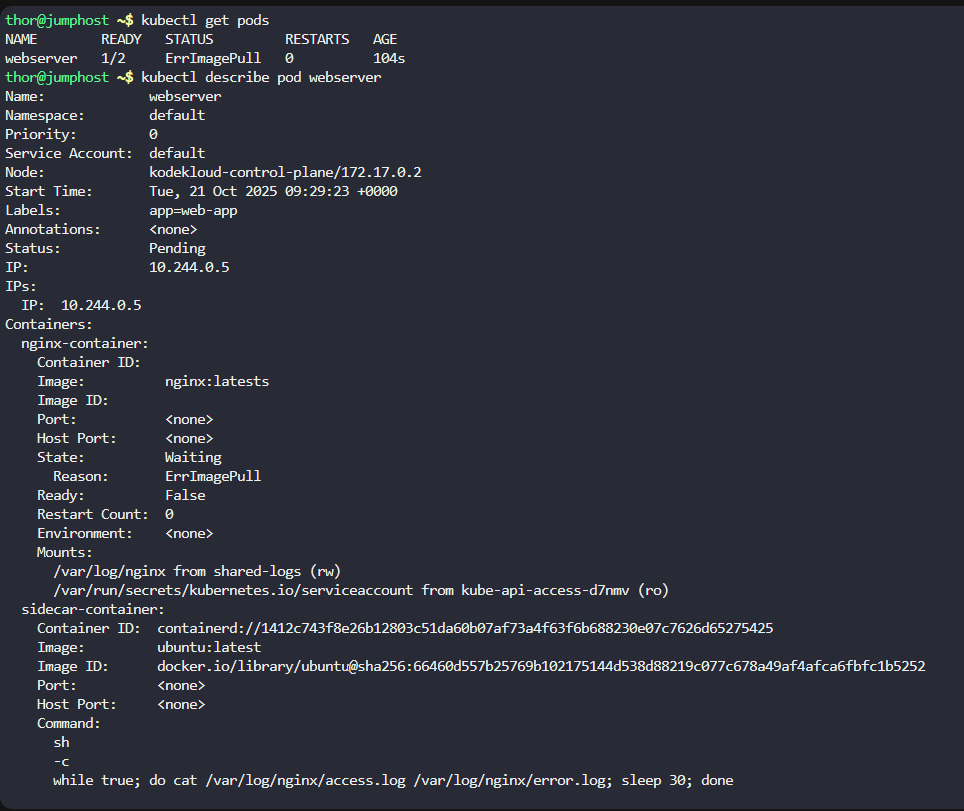 thor@jumphost ~$ kubectl get pods
NAME        READY   STATUS         RESTARTS   AGE
webserver   1/2     ErrImagePull   0          104s
thor@jumphost ~$ kubectl describe pod webserver
Name:             webserver
Namespace:        default
Priority:         0
Service Account:  default
Node:             kodekloud-control-plane/172.17.0.2
Start Time:       Tue, 21 Oct 2025 09:29:23 +0000
Labels:           app=web-app
Annotations:      <none>
Status:           Pending
IP:               10.244.0.5
IPs:
  IP:  10.244.0.5
Containers:
  nginx-container:
    Container ID:
    Image:          nginx:latests
    Image ID:
    Port:           <none>
    Host Port:      <none>
    State:          Waiting
      Reason:       ErrImagePull
    Ready:          False
    Restart Count:  0
    Environment:    <none>
    Mounts:
      /var/log/nginx from shared-logs (rw)
      /var/run/secrets/kubernetes.io/serviceaccount from kube-api-access-d7nmv (ro)
  sidecar-container:
    Container ID:  containerd://1412c743f8e26b12803c51da60b07af73a4f63f6b688230e07c7626d65275425
    Image:         ubuntu:latest
    Image ID:      docker.io/library/ubuntu@sha256:66460d557b25769b102175144d538d88219c077c678a49af4afca6fbfc1b5252
    Port:          <none>
    Host Port:     <none>
    Command:
      sh
      -c
      while true; do cat /var/log/nginx/access.log /var/log/nginx/error.log; sleep 30; done